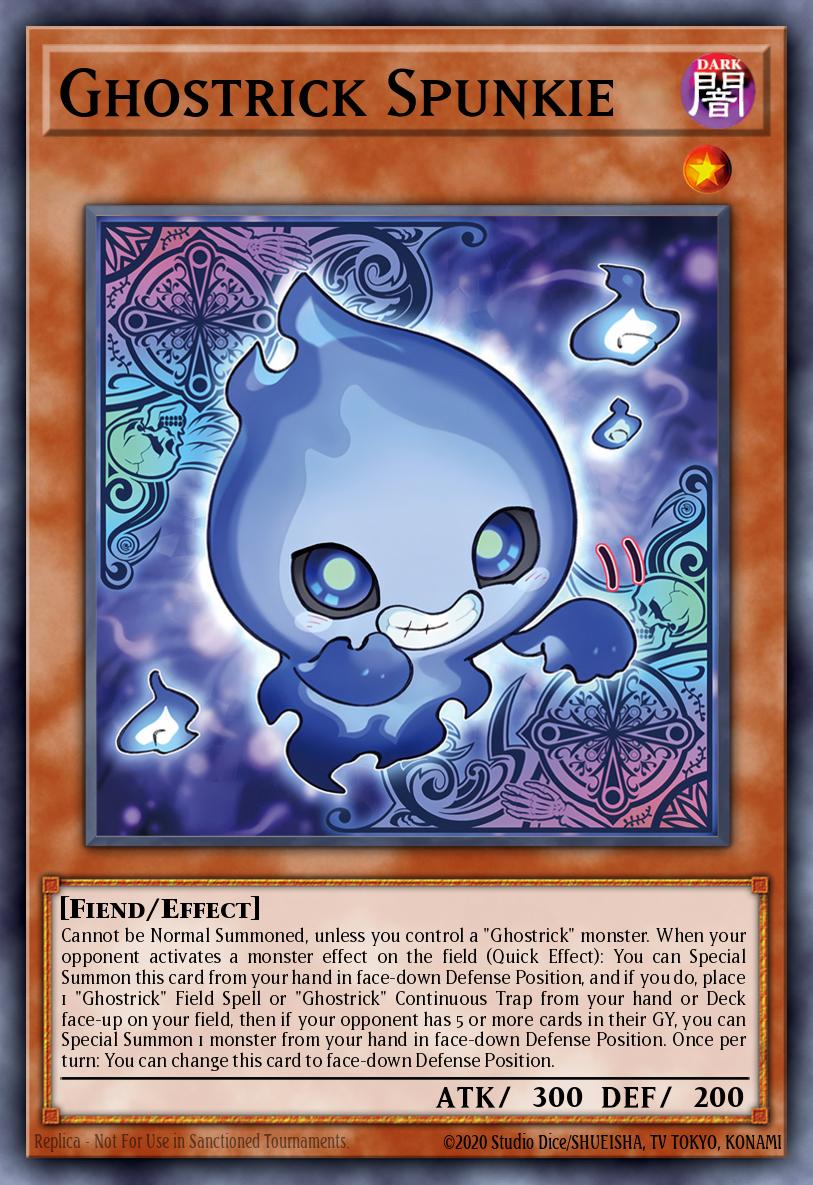 Ghostrick Spunkie
DARK
闇
[Fiend/Effect]
Cannot be Normal Summoned, unless you control a "Ghostrick" monster. When your
opponent activates a monster effect on the field (Quick Effect): You can Special
Summon this card from your hand in face-down Defense Position, and if you do, place
1 "Ghostrick" Field Spell or "Ghostrick" Continuous Trap from your hand or Deck
face-up on your field, then if your opponent has 5 or more cards in their GY, you can
Special Summon 1 monster from your hand in face-down Defense Position. Once per
turn: You can change this card to face-down Defense Position.
ATK/ 300 DEF/ 200
Replica - Not For Use in Sanctioned Tournaments.
©2020 Studio Dice/SHUEISHA, TV TOKYO, KONAMI